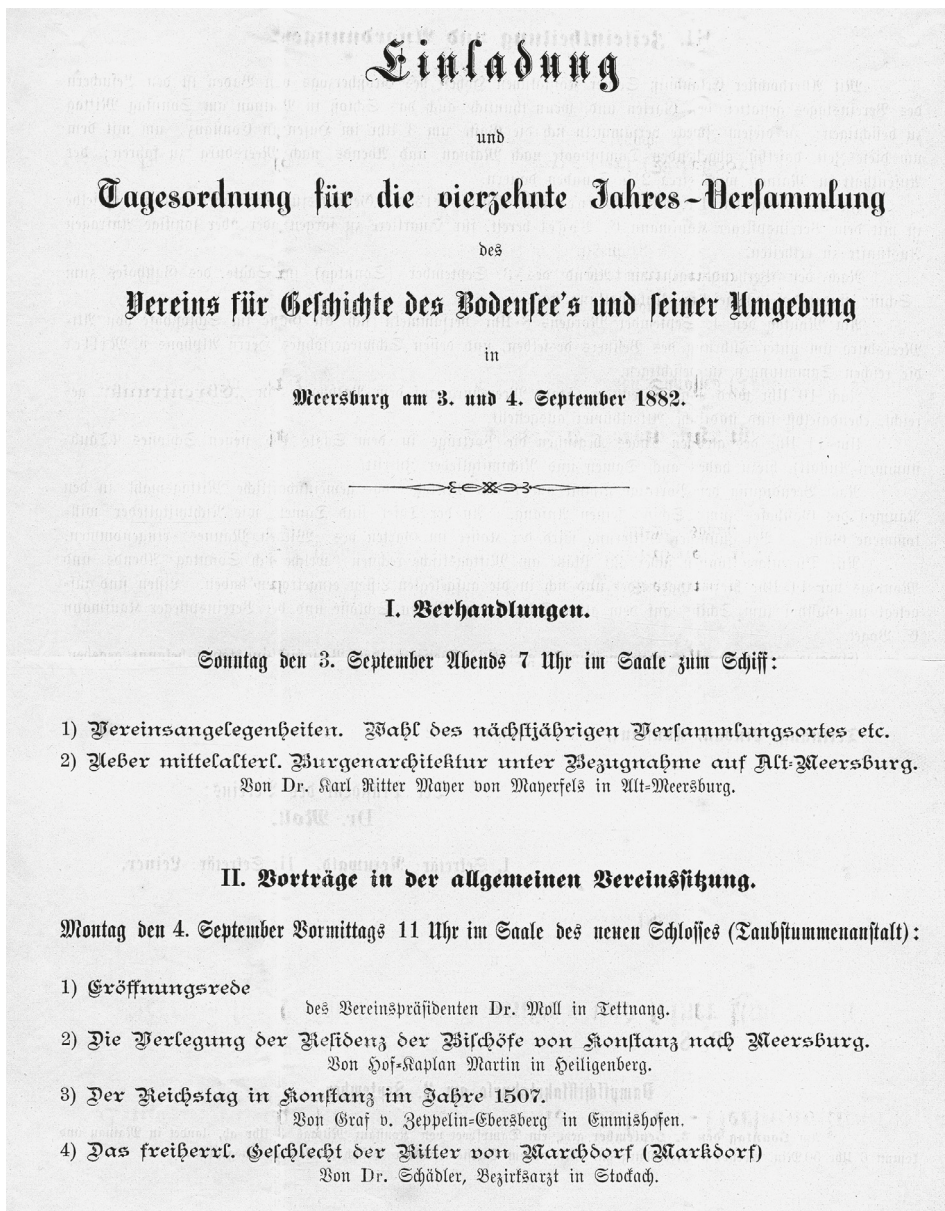 Einladung
und
Tagesordnung für die vierzehnte Jahres-Versammlung
des
Vereins für Geschichte des Bodensee's und seiner Umgebung
in
Meersburg am 3. und 4. September 1882.
I. Verhandlungen.
Sonntag den 3. September Abends 7 Uhr im Saale zum Schiff:
1) Vereinsangelegenheiten. Wahl des nächstjährigen Versammlungsortes etc.
2) Ueber mittelalterl. Burgenarchitektur unter Bezugnahme auf Alt-Meersburg.
Von Dr. Karl Ritter Mayer von Mayerfels in Alt-Meersburg.
II. Vorträge in der allgemeinen Vereinssitzung.
Montag den 4. September Vormittags 11 Uhr im Saale des neuen Schlosses (Taubstummenanstalt):
1) Eröffnungsrede
des Vereinspräsidenten Dr. Moll in Tettnang.
2) Die Verlegung der Residenz der Bischöfe von Konstanz nach Meersburg.
Von Hof-Kaplan Martin in Heiligenberg.
3) Der Reichstag in Konstanz im Jahre 1507.
Von Graf v. Zeppelin-Ebersberg in Emmishofen.
4) Das freiherrl. Geschlecht der Ritter von Marchdorf (Markdorf)
Von Dr. Schädler, Bezirksarzt in Stockach.